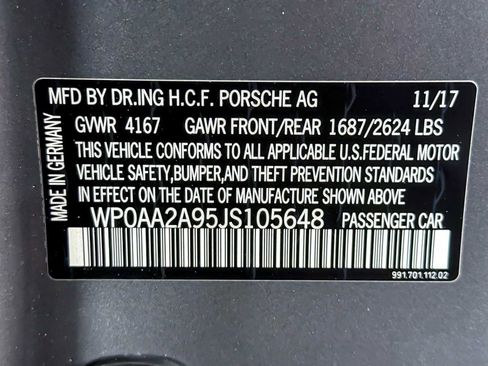 MFD BY DR.ING H.C.F. PORSCHE AG 11/17
GVWR 4167 GAWR FRONT/REAR 1687/2624 LBS
THIS VEHICLE CONFORMS TO ALL APPLICABLE U.S.FEDERAL MOTOR
VEHICLE SAFETY,BUMPER,AND THEFT PREVENTION STANDARDS
IN EFFECT ON THE DATE OF MANUFACTURE SHOWN ABOVE.
WP0AA2A95JS105648 PASSENGER CAR
991.701.112.02
MADE IN GERMANY